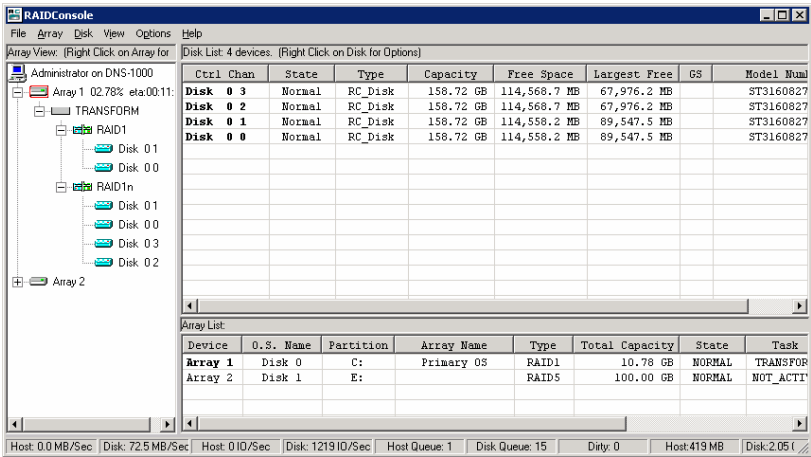 RAIDConsole
File Array Disk View Options Help
Array View: (Right Click on Array for
Disk List: 4 devices. (Right Click on Disk for Options)
Administrator on DNS-1000
Array 1 02.78% eta:00:11:
TRANSFORM
RAID1
Disk 0 1
Disk 0 0
RAID1n
Disk 0 1
Disk 0 0
Disk 0 3
Disk 0 2
Array 2
Ctrl Chan State Type Capacity Free Space Largest Free GS Model Numl
Disk 0 3 Normal RC_Disk 158.72 GB 114,568.7 MB 67,976.2 MB ST3160827
Disk 0 2 Normal RC_Disk 158.72 GB 114,568.7 MB 67,976.2 MB ST3160827
Disk 0 1 Normal RC_Disk 158.72 GB 114,558.2 MB 89,547.5 MB ST3160827
Disk 0 0 Normal RC_Disk 158.72 GB 114,558.2 MB 89,547.5 MB ST3160827
Array List:
Device O.S. Name Partition Array Name Type Total Capacity State Task
Array 1 Disk 0 C: Primary OS RAID1 10.78 GB NORMAL TRANSFOR
Array 2 Disk 1 E: RAID5 100.00 GB NORMAL NOT_ACTI
Host: 0.0 MB/Sec Disk: 72.5 MB/Sec Host: 0 IO/Sec Disk: 1219 IO/Sec Host Queue: 1 Disk Queue: 15 Dirty: 0 Host:419 MB Disk:2.05 (